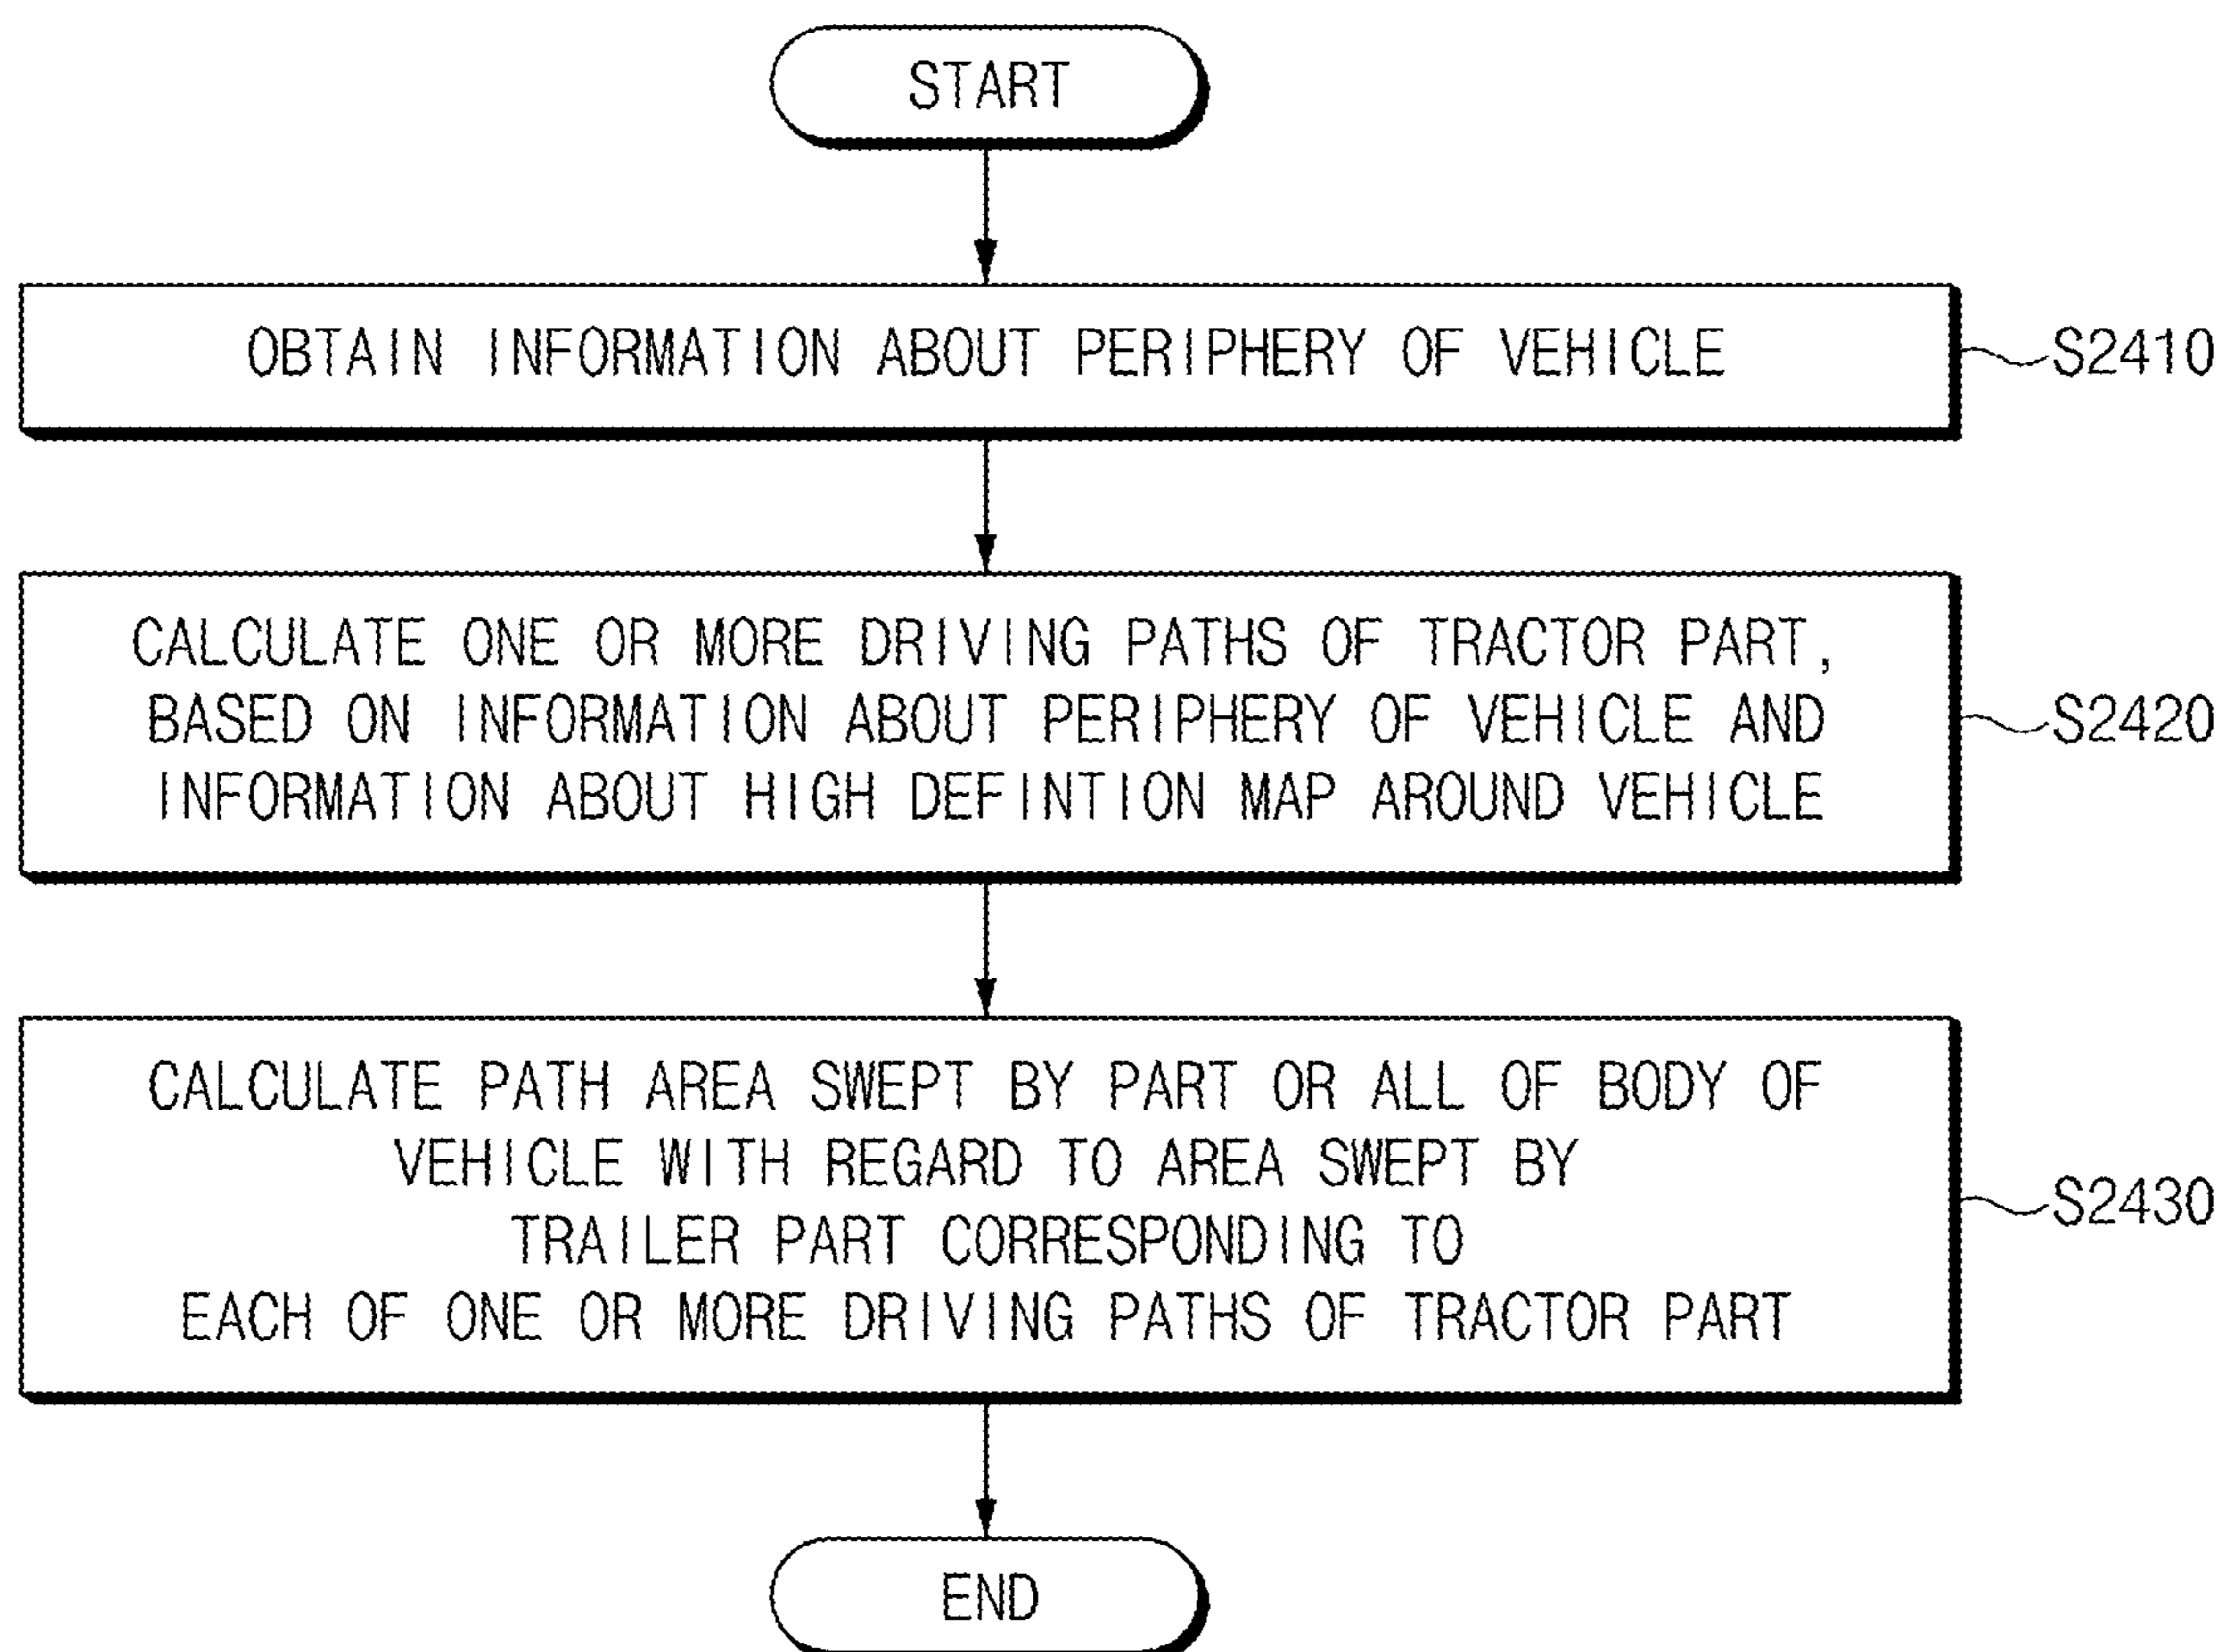 START
OBTAIN INFORMATION ABOUT PERIPHERY OF VEHICLE
S2410
CALCULATE ONE OR MORE DRIVING PATHS OF TRACTOR PART,
BASED ON INFORMATION ABOUT PERIPHERY OF VEHICLE AND
INFORMATION ABOUT HIGH DEFINTION MAP AROUND VEHICLE
S2420
CALCULATE PATH AREA SWEPT BY PART OR ALL OF BODY OF
VEHICLE WITH REGARD TO AREA SWEPT BY
TRAILER PART CORRESPONDING TO
EACH OF ONE OR MORE DRIVING PATHS OF TRACTOR PART
S2430
END